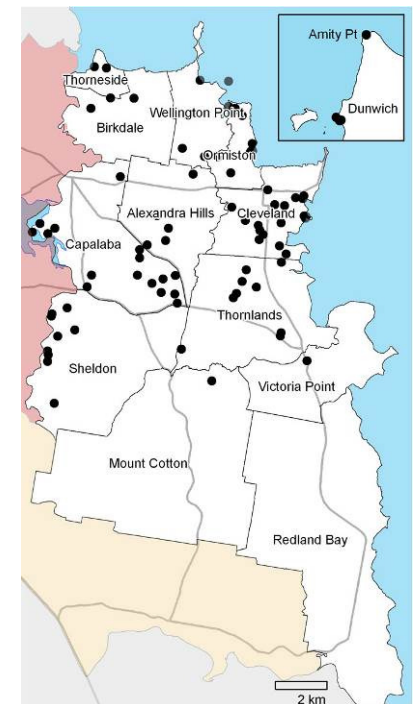 Amity Pt
Dunwich
Thorneside
Wellington Point
Birkdale
Ormiston
Alexandra Hills
Cleveland
Capalaba
Thornlands
Sheldon
Victoria Point
Mount Cotton
Redland Bay
2 km